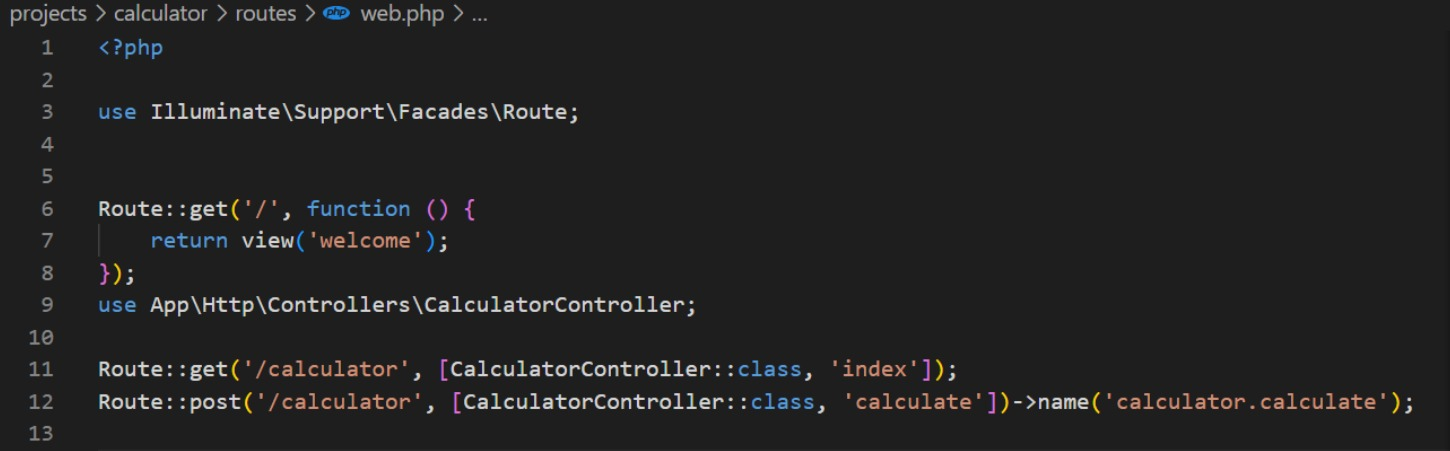 projects > calculator > routes > php web.php > ...
1 <?php
2
3 use Illuminate\Support\Facades\Route;
4
5
6 Route::get('/', function () {
7     return view('welcome');
8 });
9 use App\Http\Controllers\CalculatorController;
10
11 Route::get('/calculator', [CalculatorController::class, 'index']);
12 Route::post('/calculator', [CalculatorController::class, 'calculate'])->name('calculator.calculate');
13